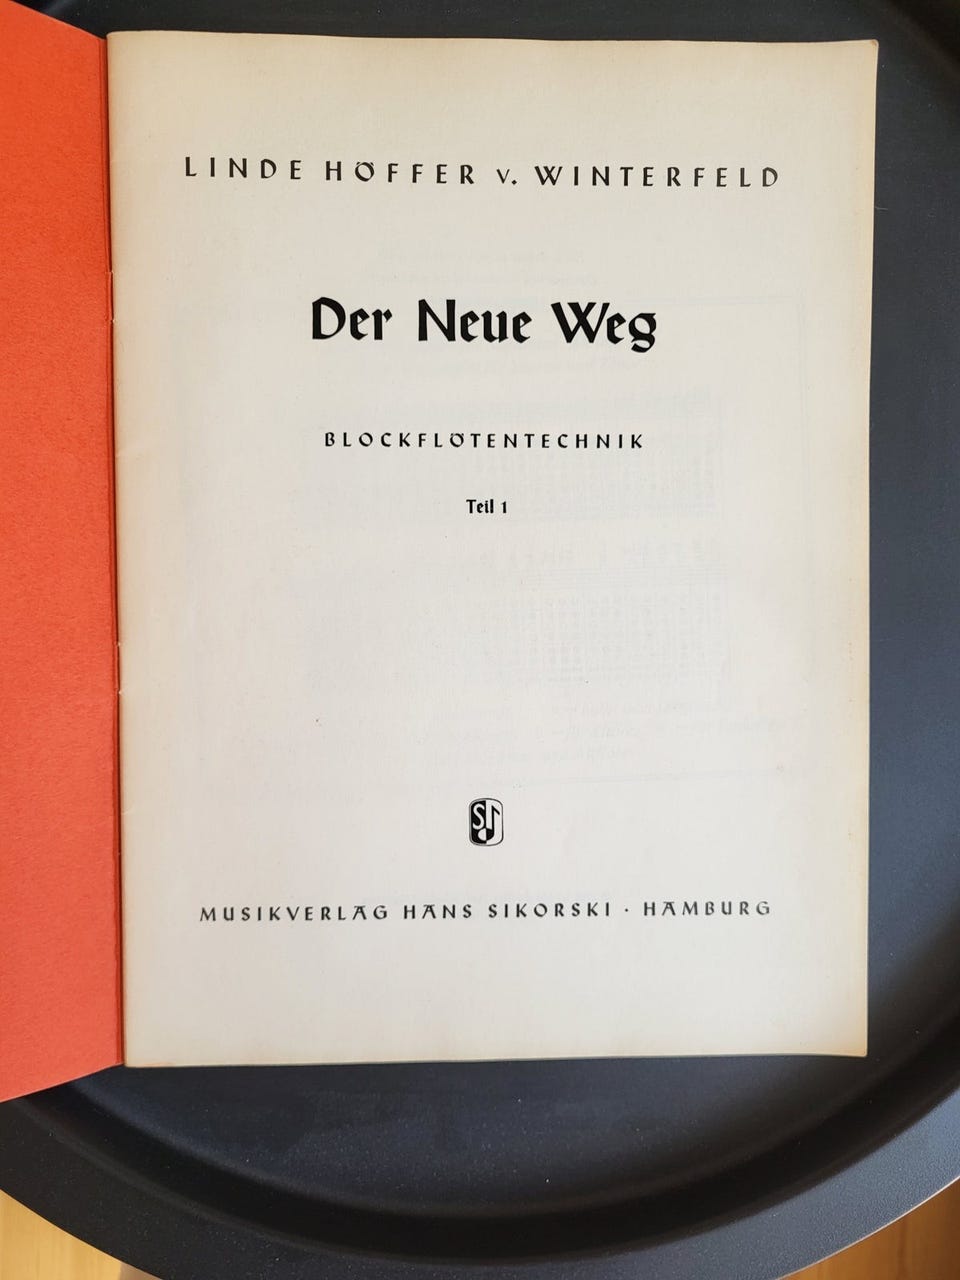 LINDE HÖFFER v. WINTERFELD
Der Neue Weg
BLOCKFLÖTENTECHNIK
Teil 1
MUSIKVERLAG HANS SIKORSKI · HAMBURG